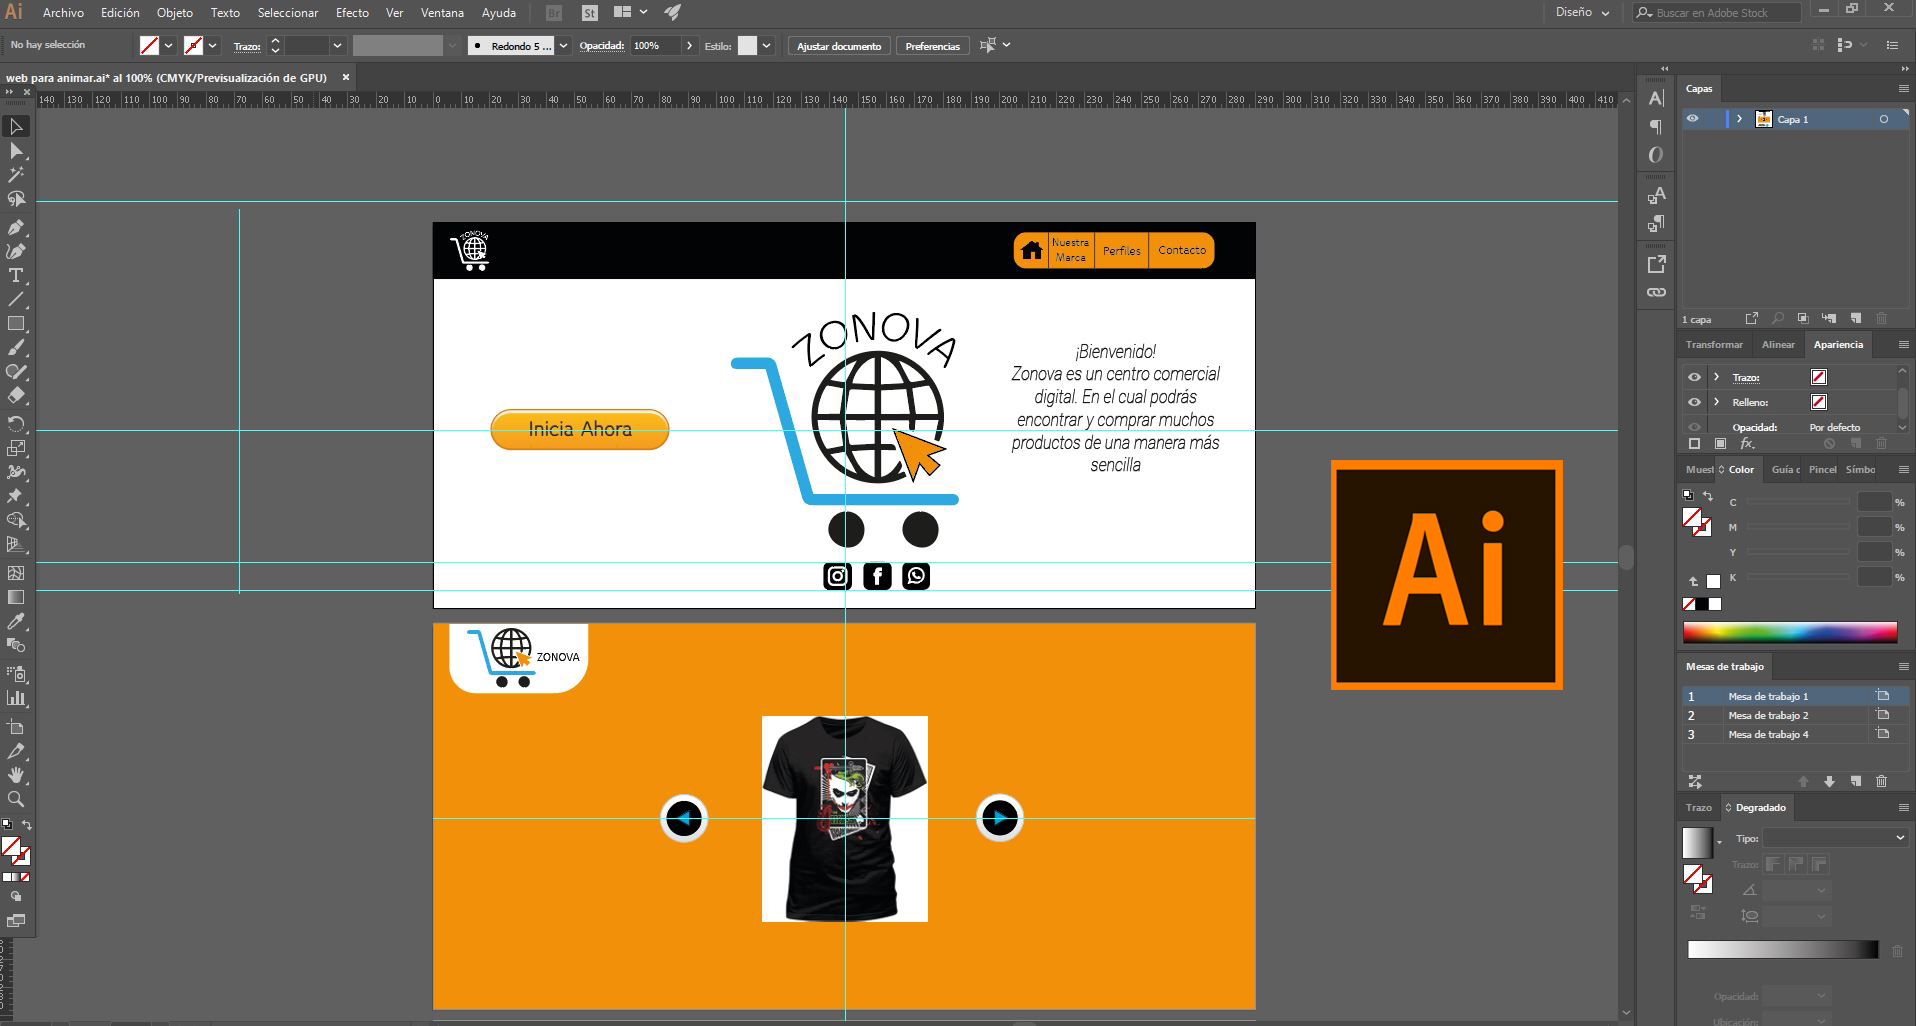 Ai Archivo Edición Objeto Texto Seleccionar Efecto Ver Ventana Ayuda Br St Diseño Buscar en Adobe Stock
No hay selección Trazo: Redondo 5 ... Opacidad: 100% Estilo: Ajustar documento Preferencias
web para animar.ai* al 100% (CMYK/Previsualización de GPU) ×
140 130 120 110 100 90 80 70 60 50 40 30 20 10 0 10 20 30 40 50 60 70 80 90 100 110 120 130 140 150 160 170 180 190 200 210 220 230 240 250 260 270 280 290 300 310 320 330 340 350 360 370 380 390 400 410
ZONOVA
Nuestra
Marca
Perfiles
Contacto
ZONOVA
Inicia Ahora
¡Bienvenido!
Zonova es un centro comercial
digital. En el cual podrás
encontrar y comprar muchos
productos de una manera más
sencilla
ZONOVA
Ai
Capas
Capa 1
1 capa
Transformar Alinear Apariencia
Trazo:
Relleno:
Opacidad: Por defecto
fx.
Muest Color Guía c Pincel Símbo
C %
M %
Y %
K %
Mesas de trabajo
1 Mesa de trabajo 1
2 Mesa de trabajo 2
3 Mesa de trabajo 4
Trazo Degradado
Tipo:
Trazo:
Opacidad:
Ubicación: